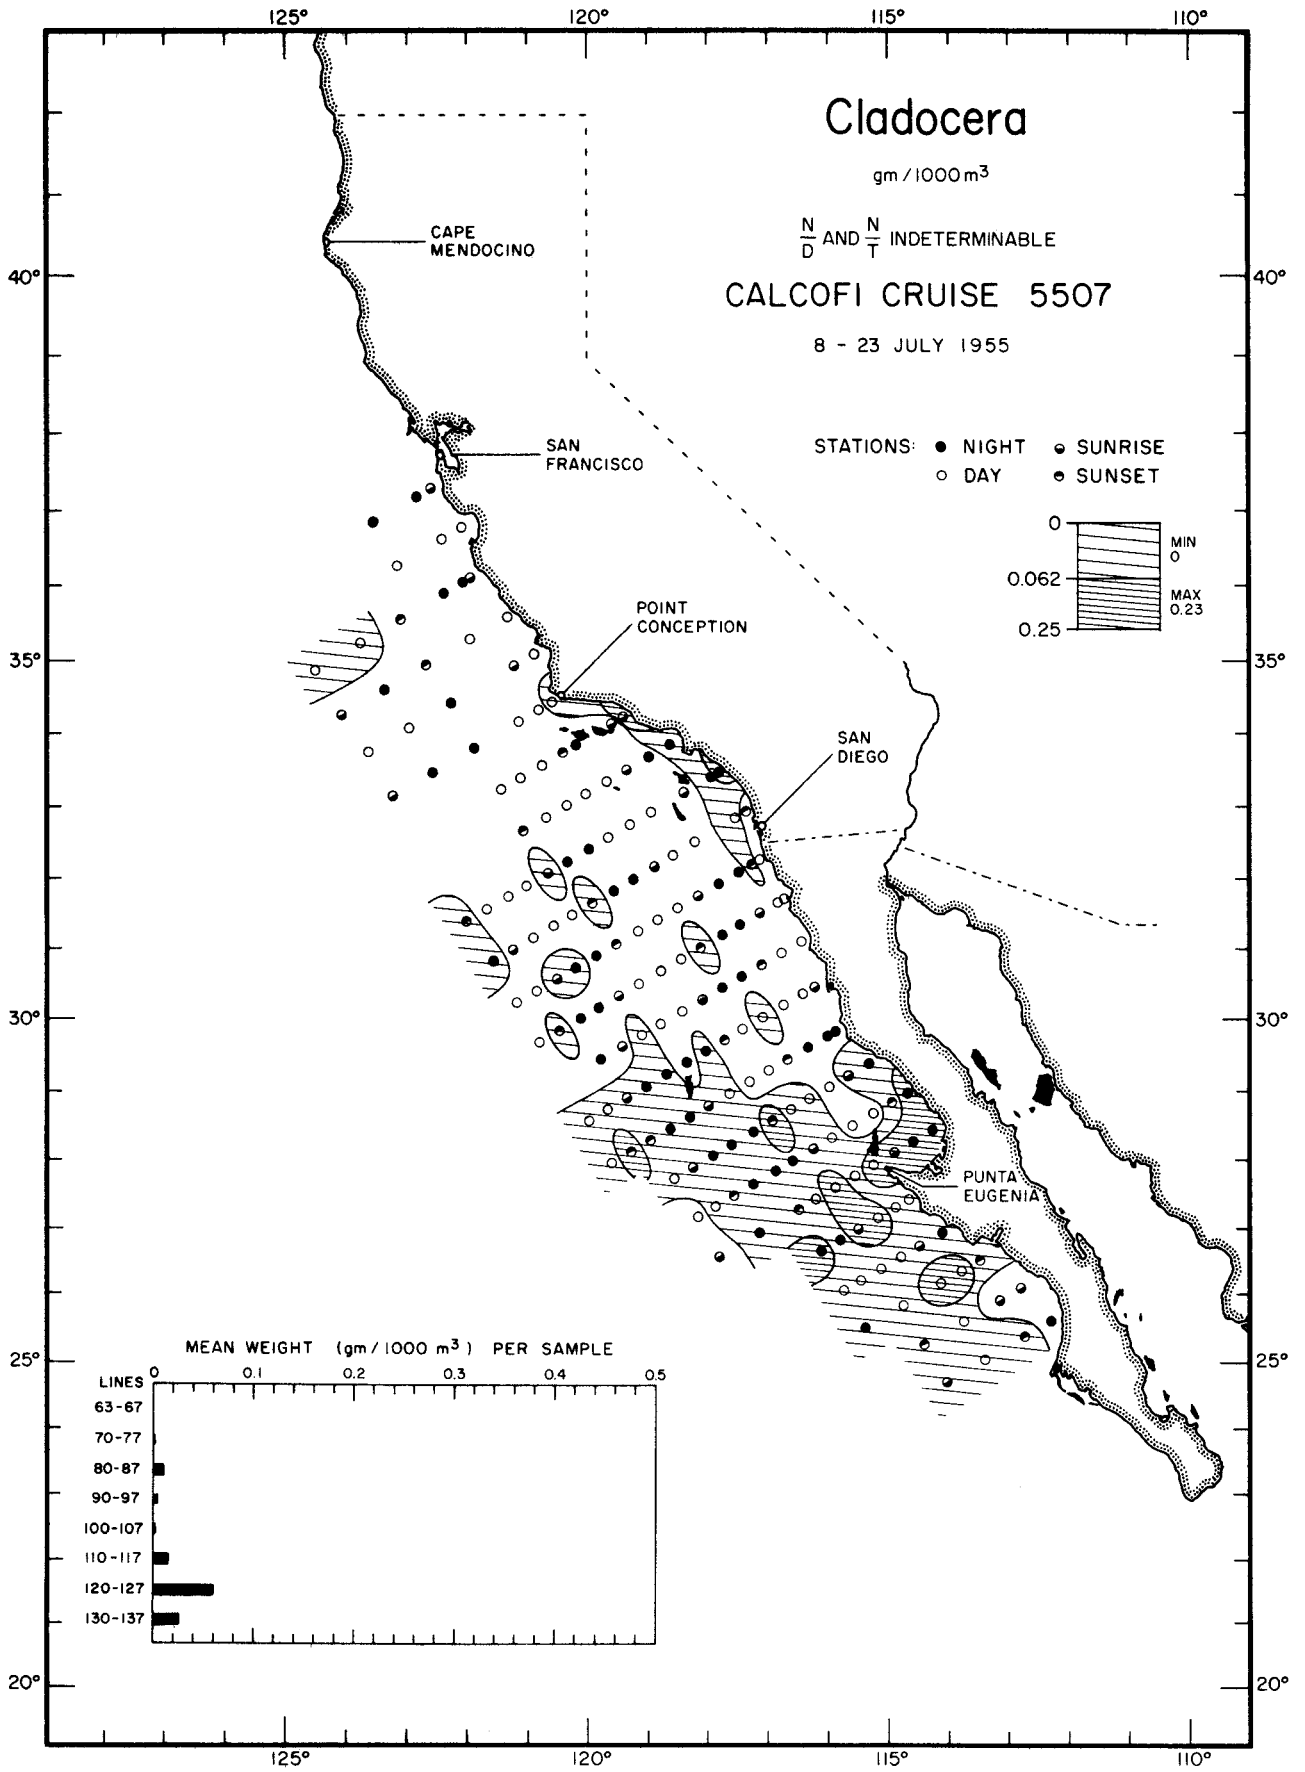 125° 120° 115° 110°
Cladocera
gm/1000m³
N/D AND N/T INDETERMINABLE
CALCOFI CRUISE 5507
8 - 23 JULY 1955
CAPE
MENDOCINO
40° 40°
SAN
FRANCISCO
STATIONS: NIGHT SUNRISE
DAY SUNSET
0
MIN
0
0.062
MAX
0.23
0.25
POINT
CONCEPTION
35° 35°
SAN
DIEGO
30° 30°
PUNTA
EUGENIA
MEAN WEIGHT (gm/1000 m³) PER SAMPLE
25° 25°
LINES 0 0.1 0.2 0.3 0.4 0.5
63-67
70-77
80-87
90-97
100-107
110-117
120-127
130-137
20° 20°
125° 120° 115° 110°